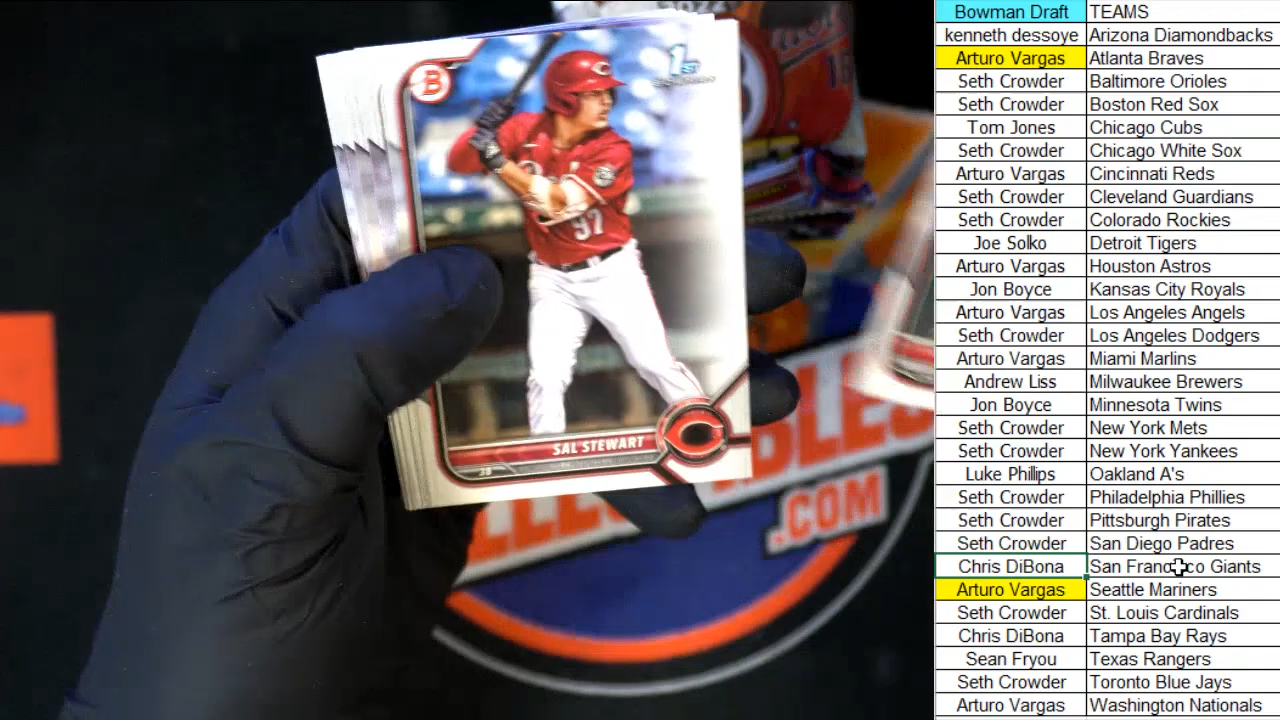 B
1st
C
97
SAL STEWART
3B
C
.COM
Bowman Draft TEAMS
kenneth dessoye Arizona Diamondbacks
Arturo Vargas Atlanta Braves
Seth Crowder Baltimore Orioles
Seth Crowder Boston Red Sox
Tom Jones Chicago Cubs
Seth Crowder Chicago White Sox
Arturo Vargas Cincinnati Reds
Seth Crowder Cleveland Guardians
Seth Crowder Colorado Rockies
Joe Solko Detroit Tigers
Arturo Vargas Houston Astros
Jon Boyce Kansas City Royals
Arturo Vargas Los Angeles Angels
Seth Crowder Los Angeles Dodgers
Arturo Vargas Miami Marlins
Andrew Liss Milwaukee Brewers
Jon Boyce Minnesota Twins
Seth Crowder New York Mets
Seth Crowder New York Yankees
Luke Philips Oakland A's
Seth Crowder Philadelphia Phillies
Seth Crowder Pittsburgh Pirates
Seth Crowder San Diego Padres
Chris DiBona San Francisco Giants
Arturo Vargas Seattle Mariners
Seth Crowder St. Louis Cardinals
Chris DiBona Tampa Bay Rays
Sean Fryou Texas Rangers
Seth Crowder Toronto Blue Jays
Arturo Vargas Washington Nationals